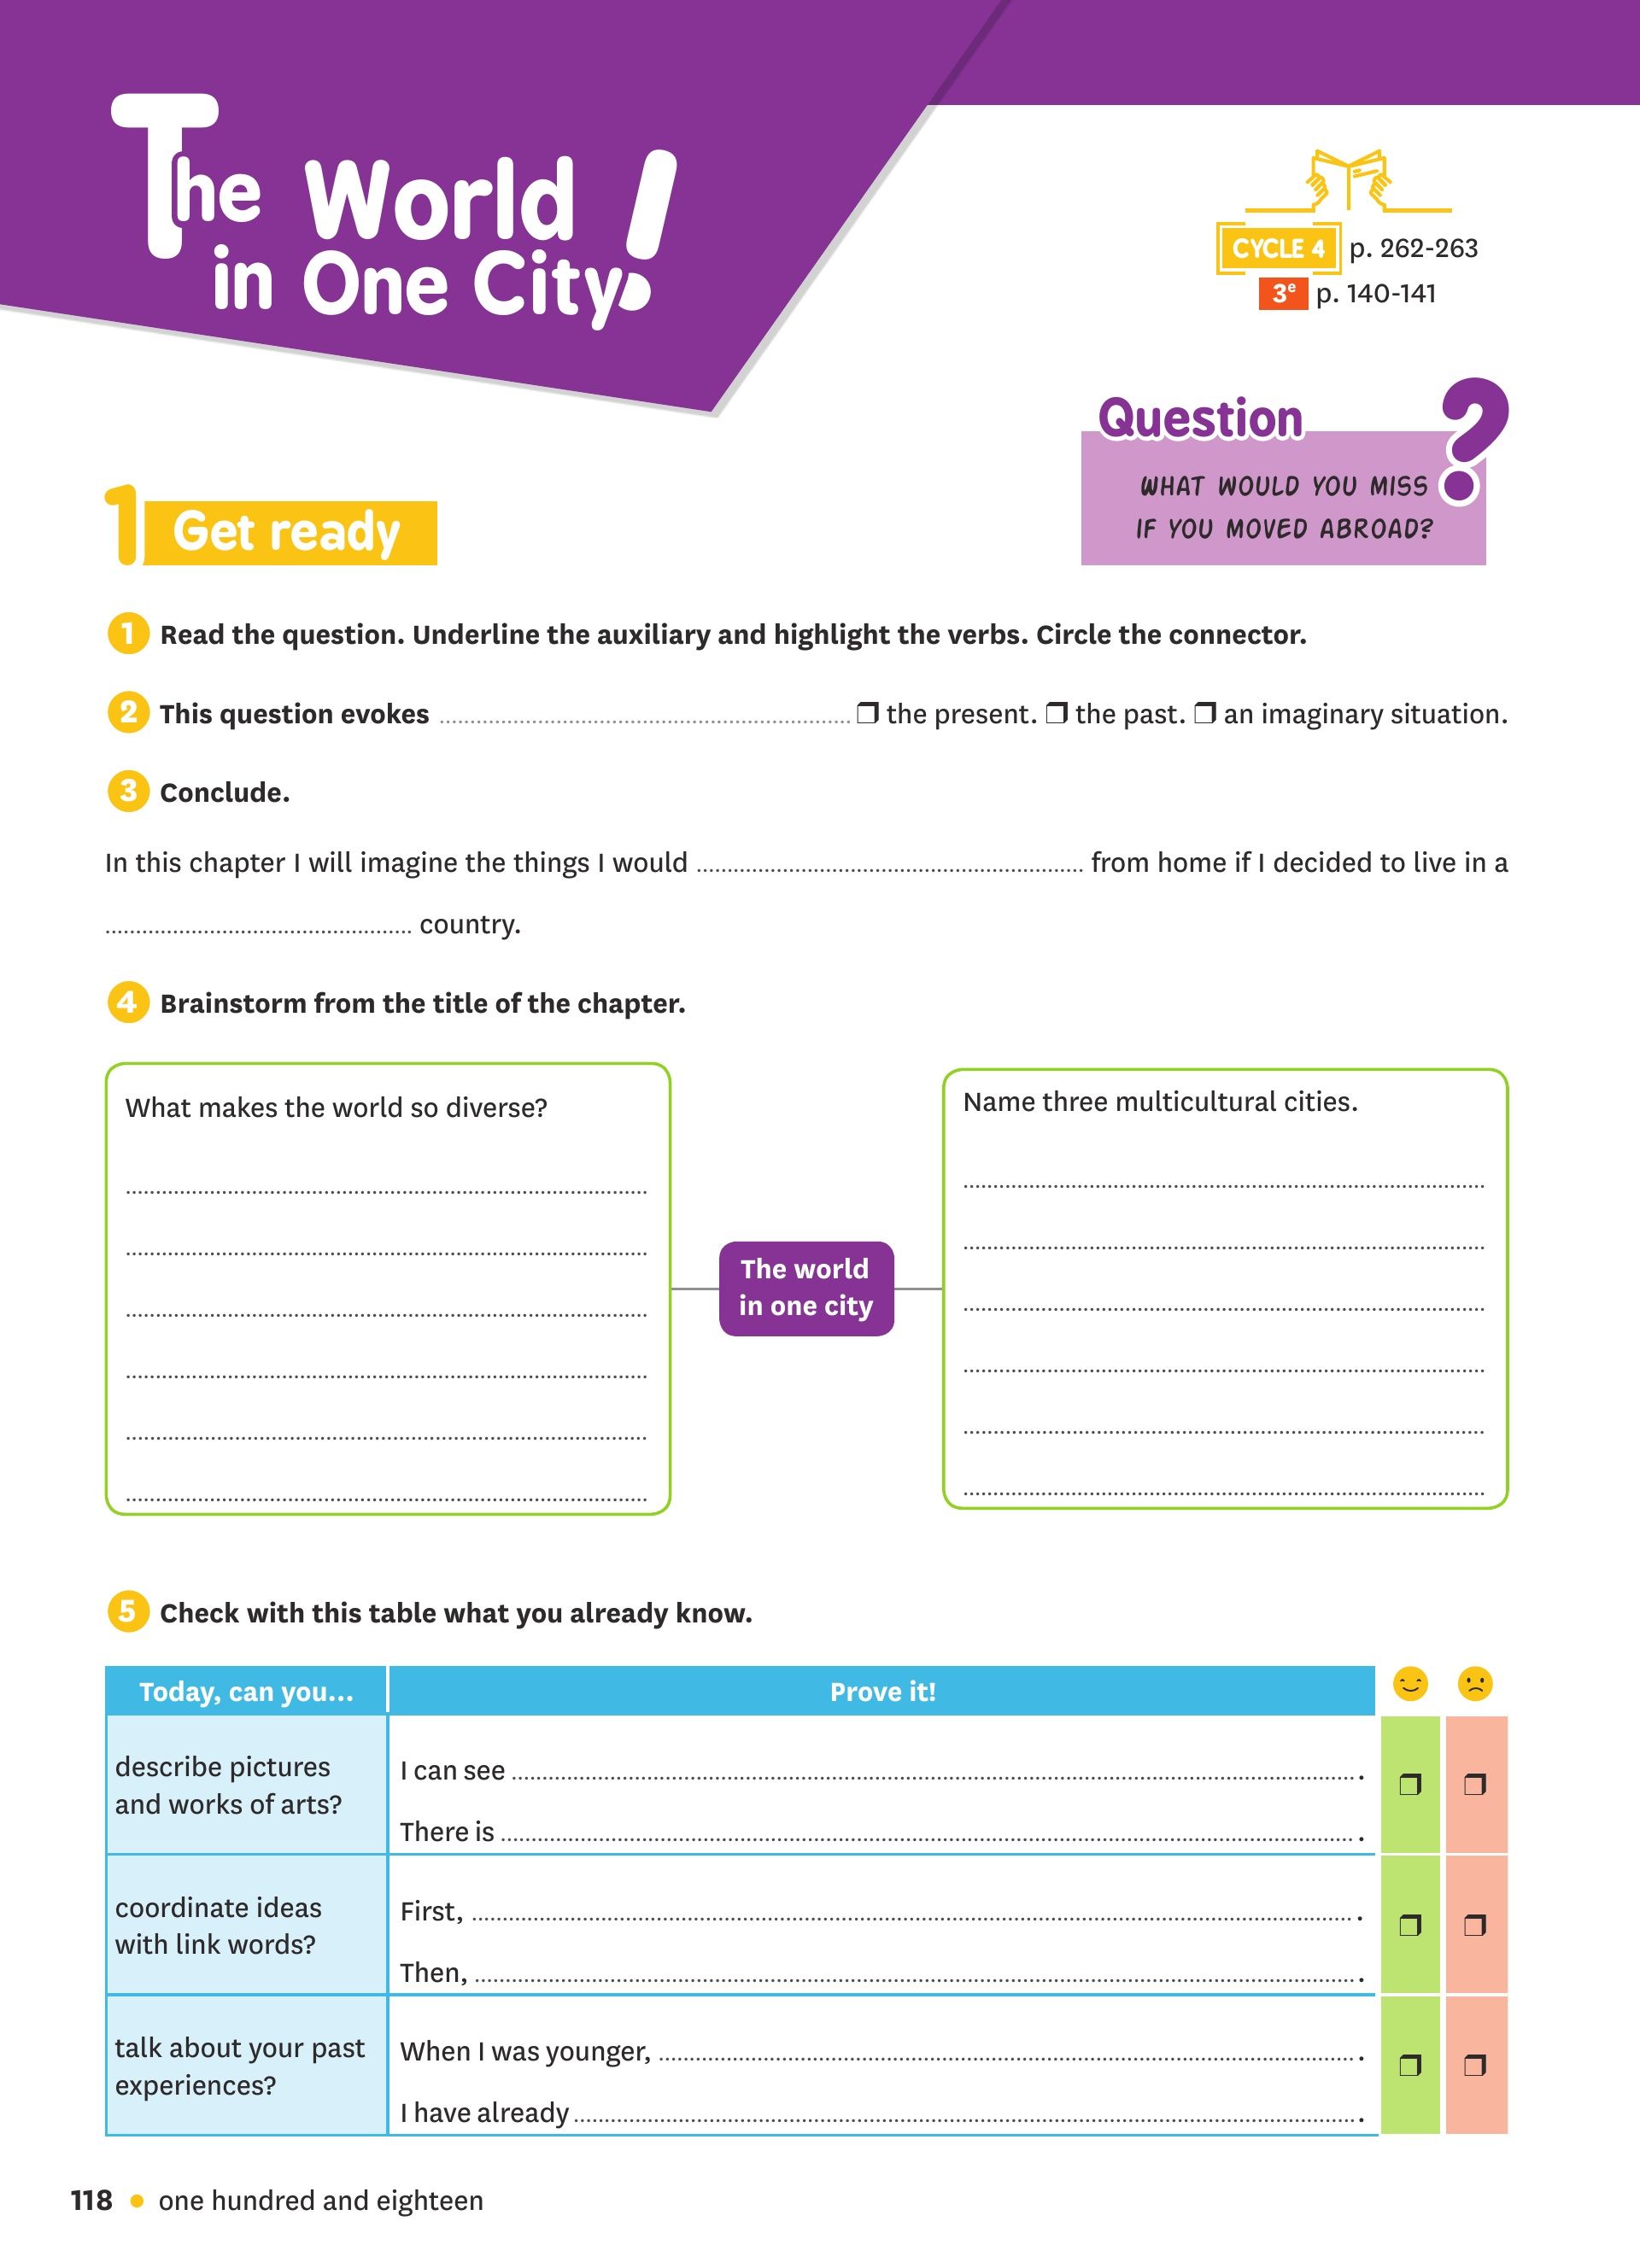 The World
in One City!
CYCLE 4 p. 262-263
3e p. 140-141
Question ?
WHAT WOULD YOU MISS
IF YOU MOVED ABROAD?
1 Get ready
1 Read the question. Underline the auxiliary and highlight the verbs. Circle the connector.
2 This question evokes ❒ the present. ❒ the past. ❒ an imaginary situation.
3 Conclude.
In this chapter I will imagine the things I would from home if I decided to live in a
country.
4 Brainstorm from the title of the chapter.
What makes the world so diverse?
The world
in one city
Name three multicultural cities.
5 Check with this table what you already know.
Today, can you... Prove it!
describe pictures
and works of arts?
I can see .
There is .
coordinate ideas
with link words?
First, .
Then, .
talk about your past
experiences?
When I was younger, .
I have already .
118 • one hundred and eighteen